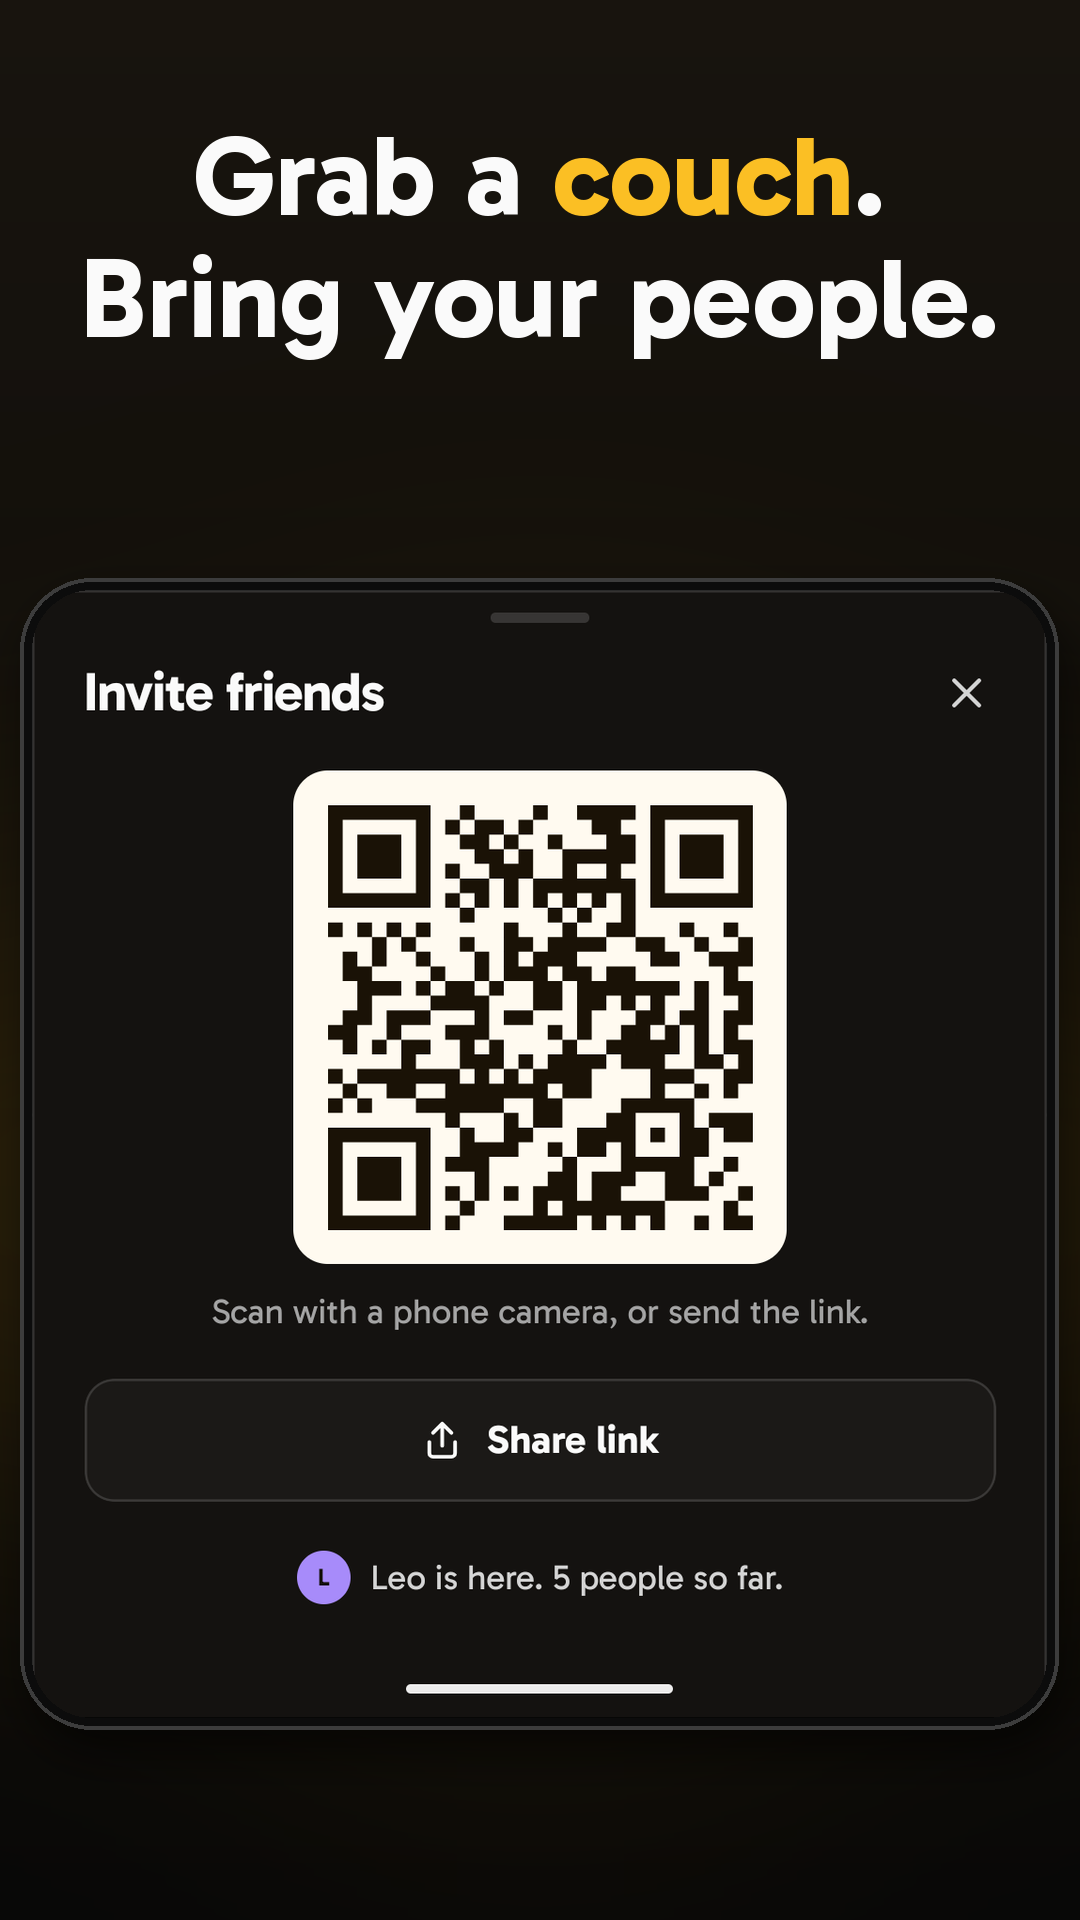 Grab a couch.
Bring your people.
Invite friends
Scan with a phone camera, or send the link.
Share link
L
Leo is here. 5 people so far.